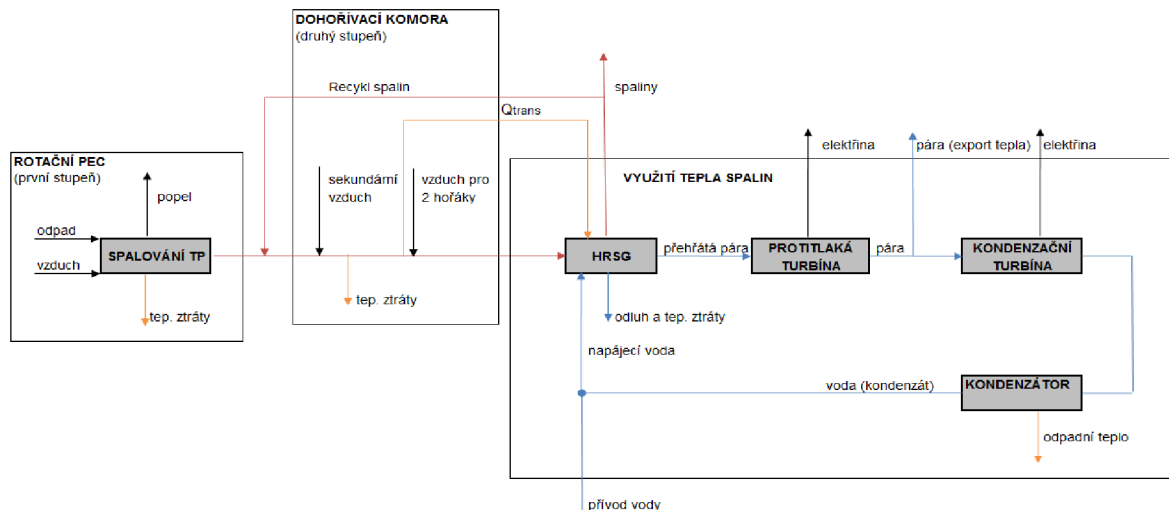 DOHOŘÍVACÍ KOMORA
(druhý stupeň)
Recykl spalin
spaliny
Qtrans
ROTAČNÍ PEC
(první stupeň)
popel
odpad
vzduch
SPALOVÁNÍ TP
tep. ztráty
sekundární
vzduch
vzduch pro
2 hořáky
tep. ztráty
elektřina
pára (export tepla)
elektřina
VYUŽITÍ TEPLA SPALIN
HRSG
přehřátá pára
PROTITLAKÁ
TURBÍNA
pára
KONDENZAČNÍ
TURBÍNA
odluh a tep. ztráty
napájecí voda
voda (kondenzát)
KONDENZÁTOR
odpadní teplo
přívod vody